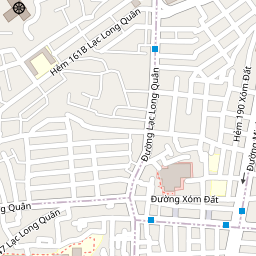 Hẻm 161B Lạc Long Quân
Đường Lạc Long Quân
Hẻm 190 Xóm Đất
Đường Xóm Đất
Quân
7 Lạc Long Quân